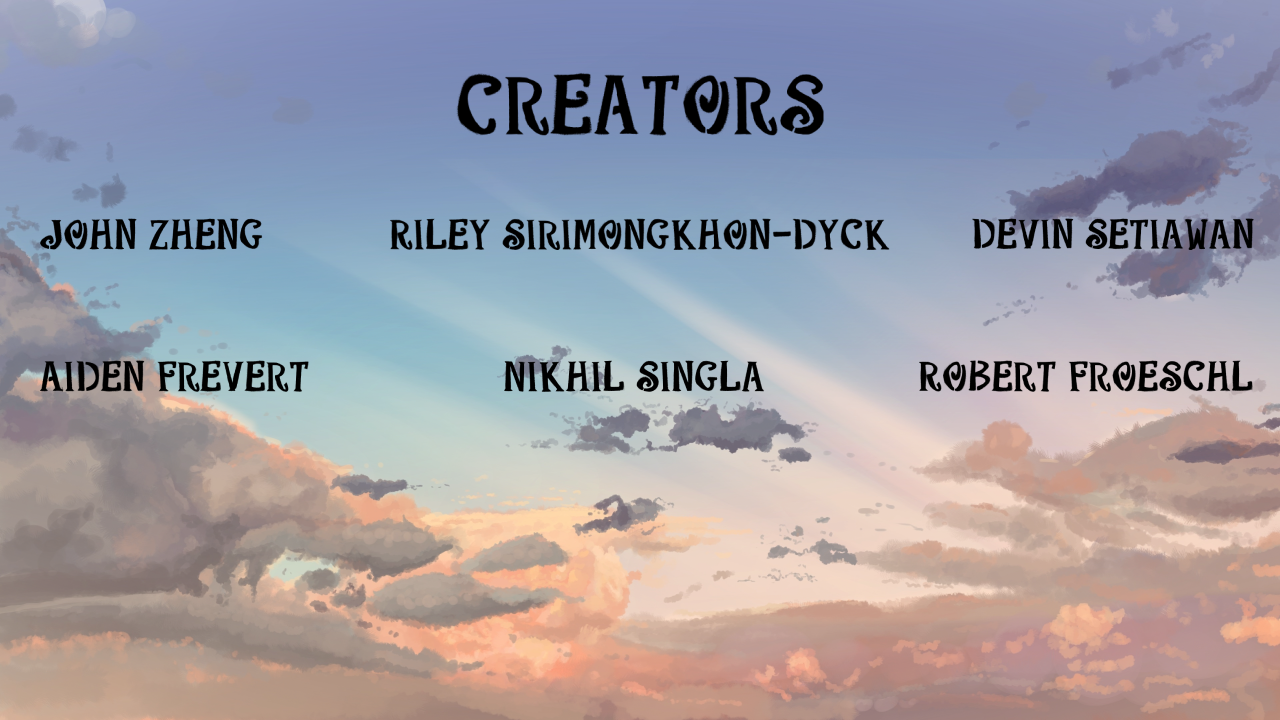 CREATORS
JOHN ZHENG RILEY SIRIMONGKHON-DYCK DEVIN SETIAWAN
AIDEN FREVERT NIKHIL SINGLA ROBERT FROESCHL